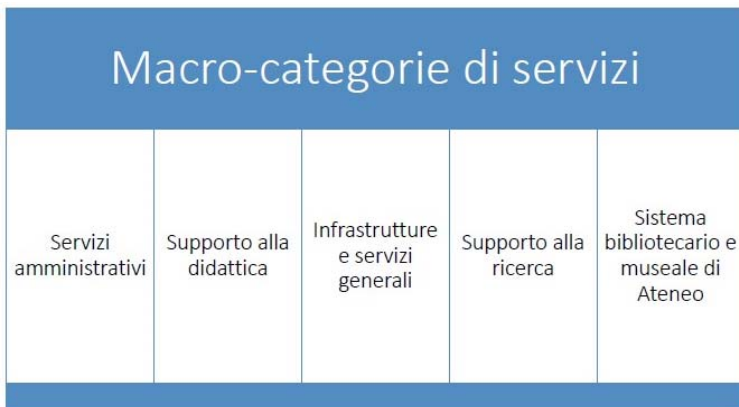 Macro-categorie di servizi
Servizi
amministrativi
Supporto alla
didattica
Infrastrutture
e servizi
generali
Supporto alla
ricerca
Sistema
bibliotecario e
museale di
Ateneo